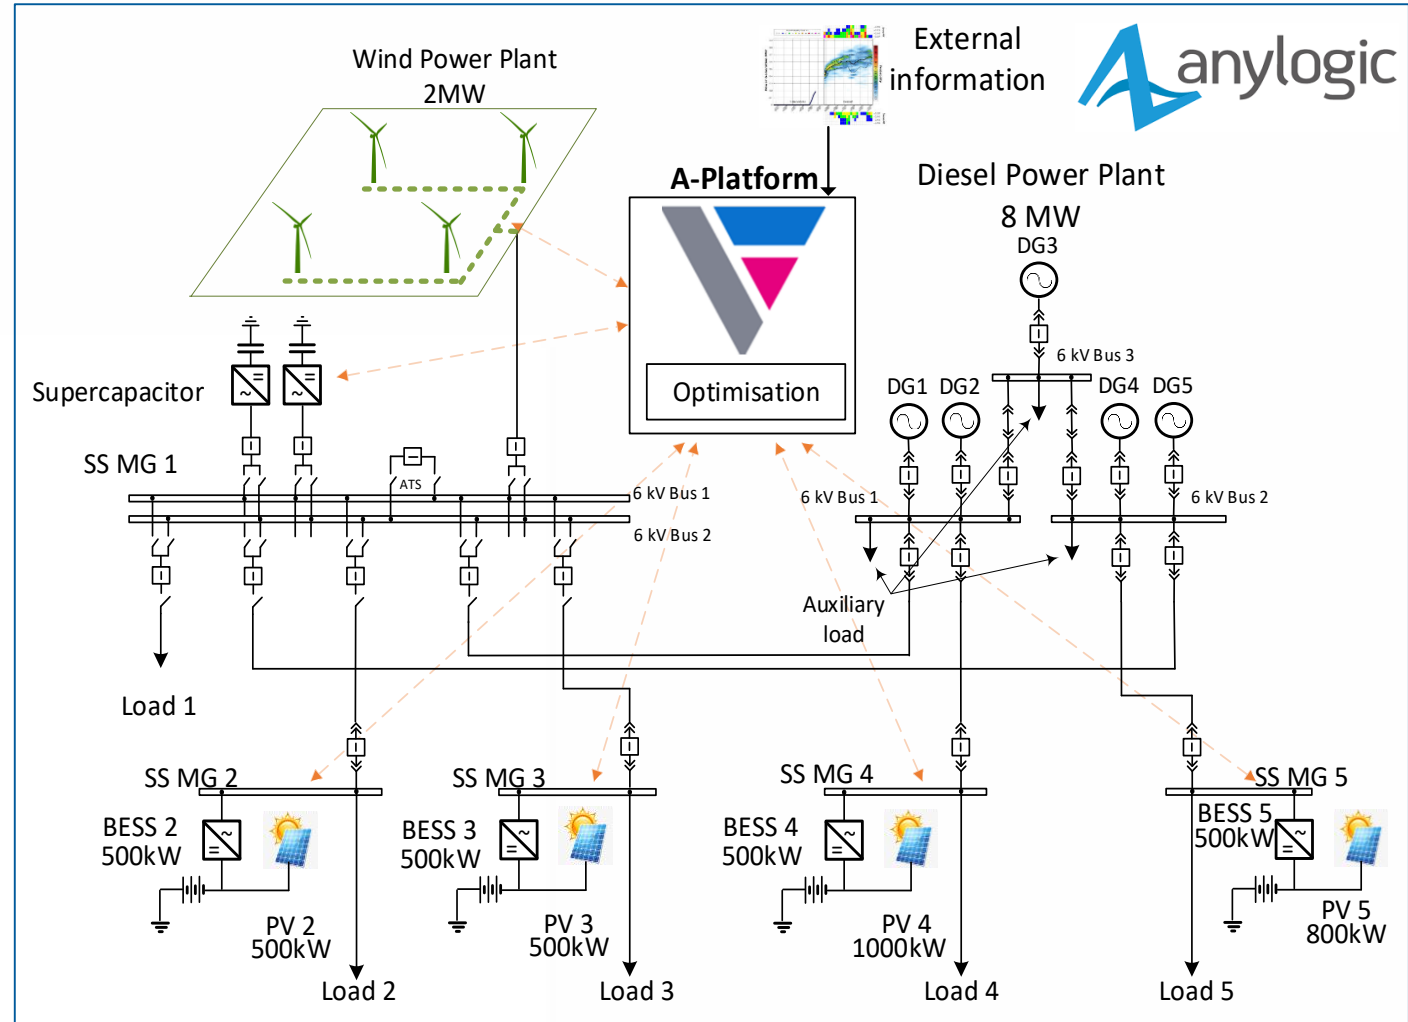 Wind Power Plant
2MW
External
information
anylogic
A-Platform
Diesel Power Plant
8 MW
DG3
6 kV Bus 3
Supercapacitor
Optimisation
DG1
DG2
DG4
DG5
SS MG 1
ATS
6 kV Bus 1
6 kV Bus 2
6 kV Bus 1
6 kV Bus 2
Auxiliary
load
Load 1
SS MG 2
SS MG 3
SS MG 4
SS MG 5
BESS 2
500kW
BESS 3
500kW
BESS 4
500kW
BESS 5
500kW
PV 2
500kW
PV 3
500kW
PV 4
1000kW
PV 5
800kW
Load 2
Load 3
Load 4
Load 5